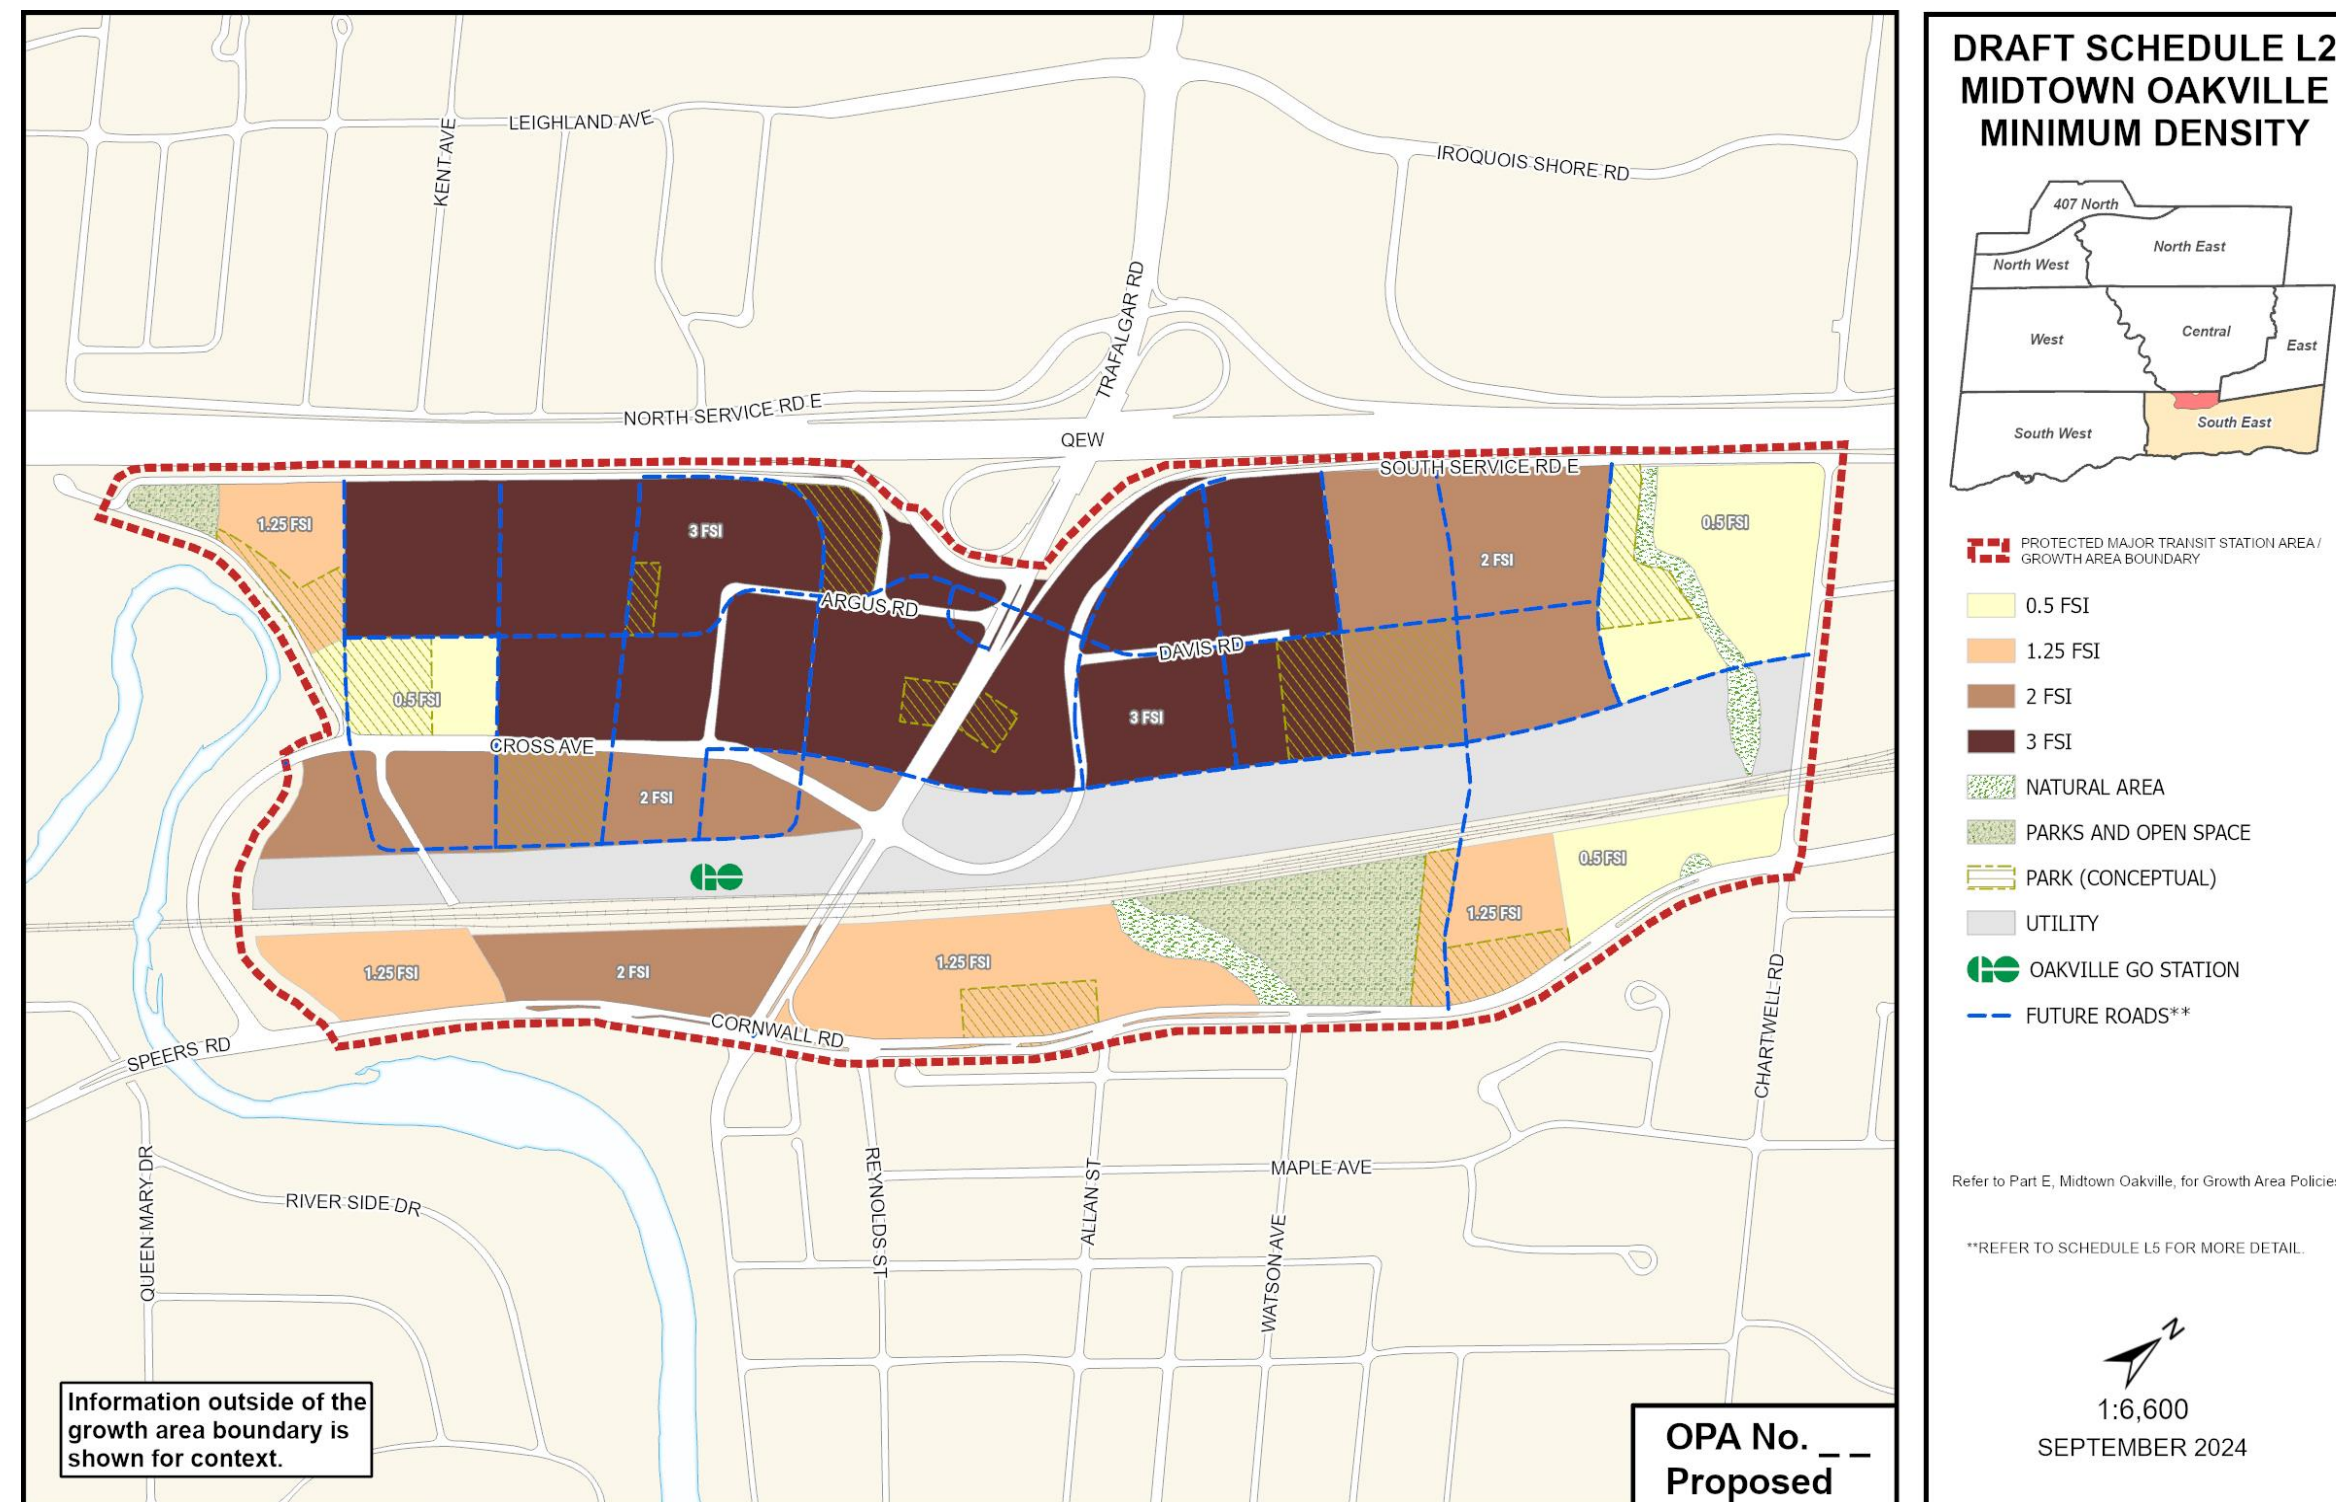 LEIGHLAND AVE
KENT AVE
IROQUOIS SHORE RD
TRAFALGAR RD
NORTH SERVICE RD E
QEW
SOUTH SERVICE RD E
1.25 FSI
3 FSI
2 FSI
0.5 FSI
ARGUS RD
DAVIS RD
0.5 FSI
3 FSI
CROSS AVE
2 FSI
0.5 FSI
1.25 FSI
1.25 FSI
2 FSI
1.25 FSI
CORNWALL RD
SPEERS RD
CHARTWELL RD
QUEEN MARY DR
RIVER SIDE DR
REYNOLDS ST
ALLAN ST
WATSON AVE
MAPLE AVE
Information outside of the
growth area boundary is
shown for context.
OPA No. _ _
Proposed
DRAFT SCHEDULE L2
MIDTOWN OAKVILLE
MINIMUM DENSITY
407 North
North East
North West
West
Central
East
South West
South East
PROTECTED MAJOR TRANSIT STATION AREA /
GROWTH AREA BOUNDARY
0.5 FSI
1.25 FSI
2 FSI
3 FSI
NATURAL AREA
PARKS AND OPEN SPACE
PARK (CONCEPTUAL)
UTILITY
GO OAKVILLE GO STATION
FUTURE ROADS**
Refer to Part E, Midtown Oakville, for Growth Area Policies
**REFER TO SCHEDULE L5 FOR MORE DETAIL.
N
1:6,600
SEPTEMBER 2024